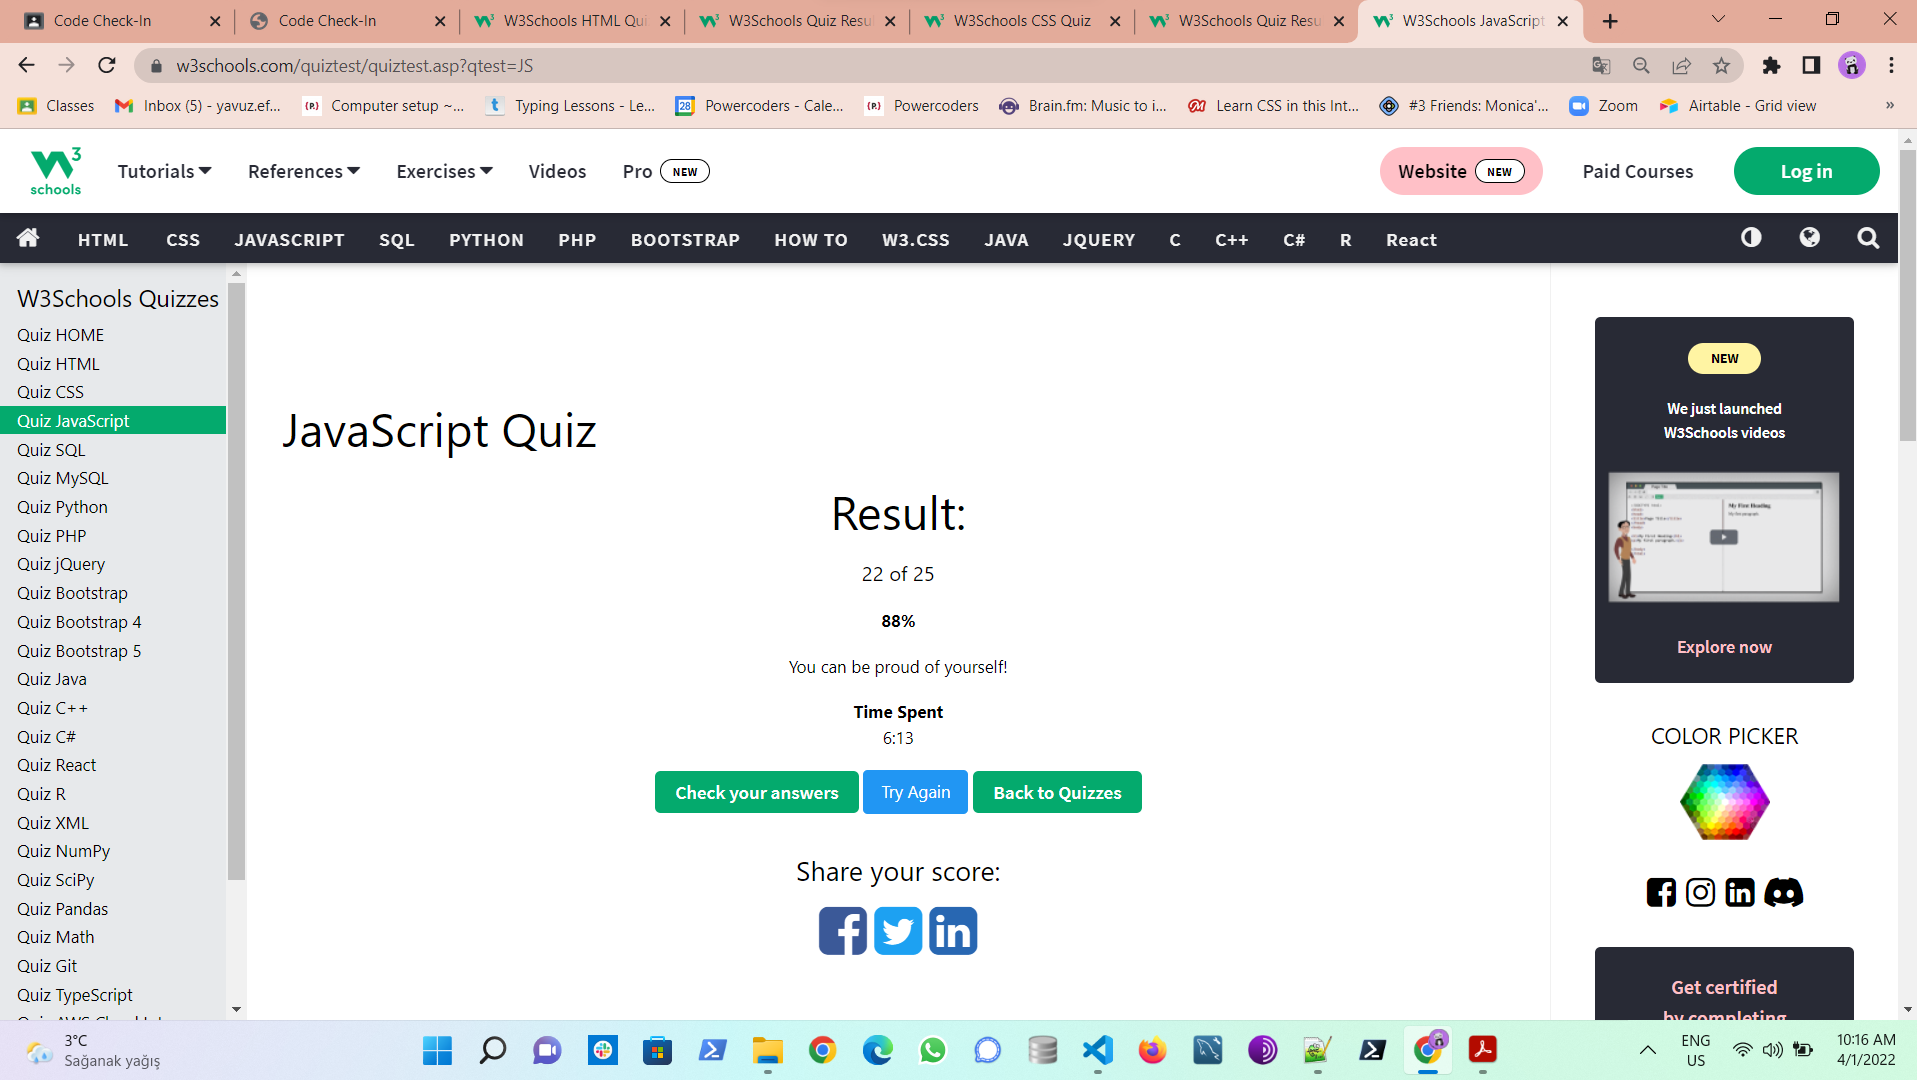 Code Check-In
Code Check-In
W3Schools HTML Qui
W3Schools Quiz Resu
W3Schools CSS Quiz
W3Schools Quiz Resu
W3Schools JavaScript
w3schools.com/quiztest/quiztest.asp?qtest=JS
Classes
Inbox (5) - yavuz.ef...
Computer setup ~...
Typing Lessons - Le...
Powercoders - Cale...
Powercoders
Brain.fm: Music to i...
Learn CSS in this Int...
#3 Friends: Monica'...
Zoom
Airtable - Grid view
»
3
schools
Tutorials
References
Exercises
Videos
Pro NEW
Website NEW
Paid Courses
Log in
HTML
CSS
JAVASCRIPT
SQL
PYTHON
PHP
BOOTSTRAP
HOW TO
W3.CSS
JAVA
JQUERY
C
C++
C#
R
React
W3Schools Quizzes
Quiz HOME
Quiz HTML
Quiz CSS
Quiz JavaScript
Quiz SQL
Quiz MySQL
Quiz Python
Quiz PHP
Quiz jQuery
Quiz Bootstrap
Quiz Bootstrap 4
Quiz Bootstrap 5
Quiz Java
Quiz C++
Quiz C#
Quiz React
Quiz R
Quiz XML
Quiz NumPy
Quiz SciPy
Quiz Pandas
Quiz Math
Quiz Git
Quiz TypeScript
JavaScript Quiz
Result:
22 of 25
88%
You can be proud of yourself!
Time Spent
6:13
Check your answers
Try Again
Back to Quizzes
Share your score:
NEW
We just launched
W3Schools videos
My First Heading
Explore now
COLOR PICKER
Get certified
by completing
3°C
Sağanak yağış
ENG
US
10:16 AM
4/1/2022